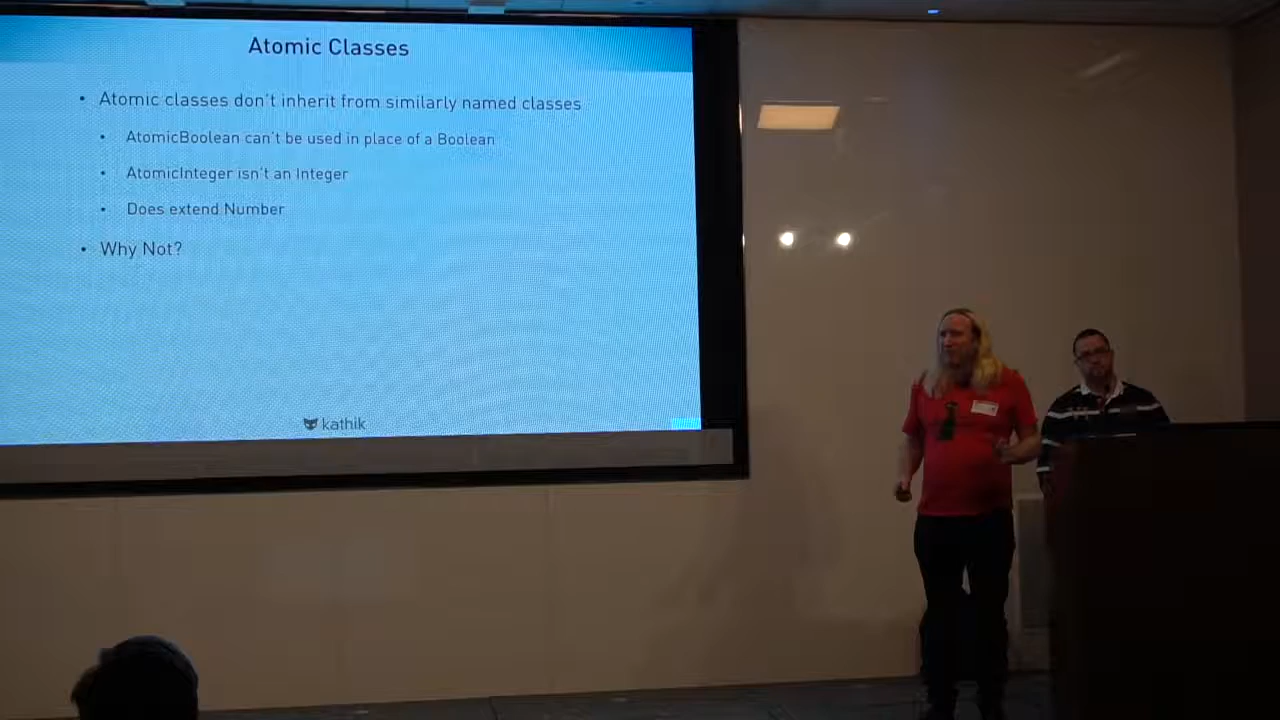 Atomic Classes
• Atomic classes don't inherit from similarly named classes
• AtomicBoolean can't be used in place of a Boolean
• AtomicInteger isn't an Integer
• Does extend Number
• Why Not?
kathik